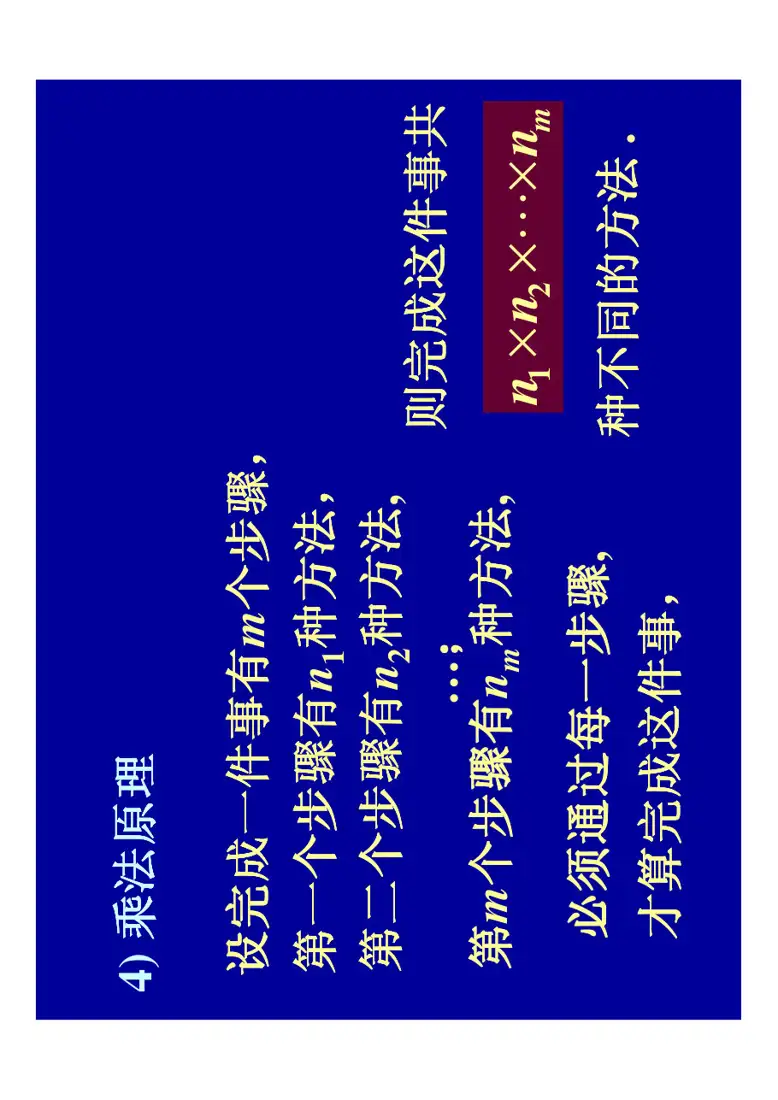 4) 乘法原理
设完成一件事有m个步骤，
第一个步骤有n₁种方法，
第二个步骤有n₂种方法，
…；
第m个步骤有nₘ种方法，
必须通过每一步骤，
才算完成这件事，
则完成这件事共
n₁×n₂×…×nₘ
种不同的方法．